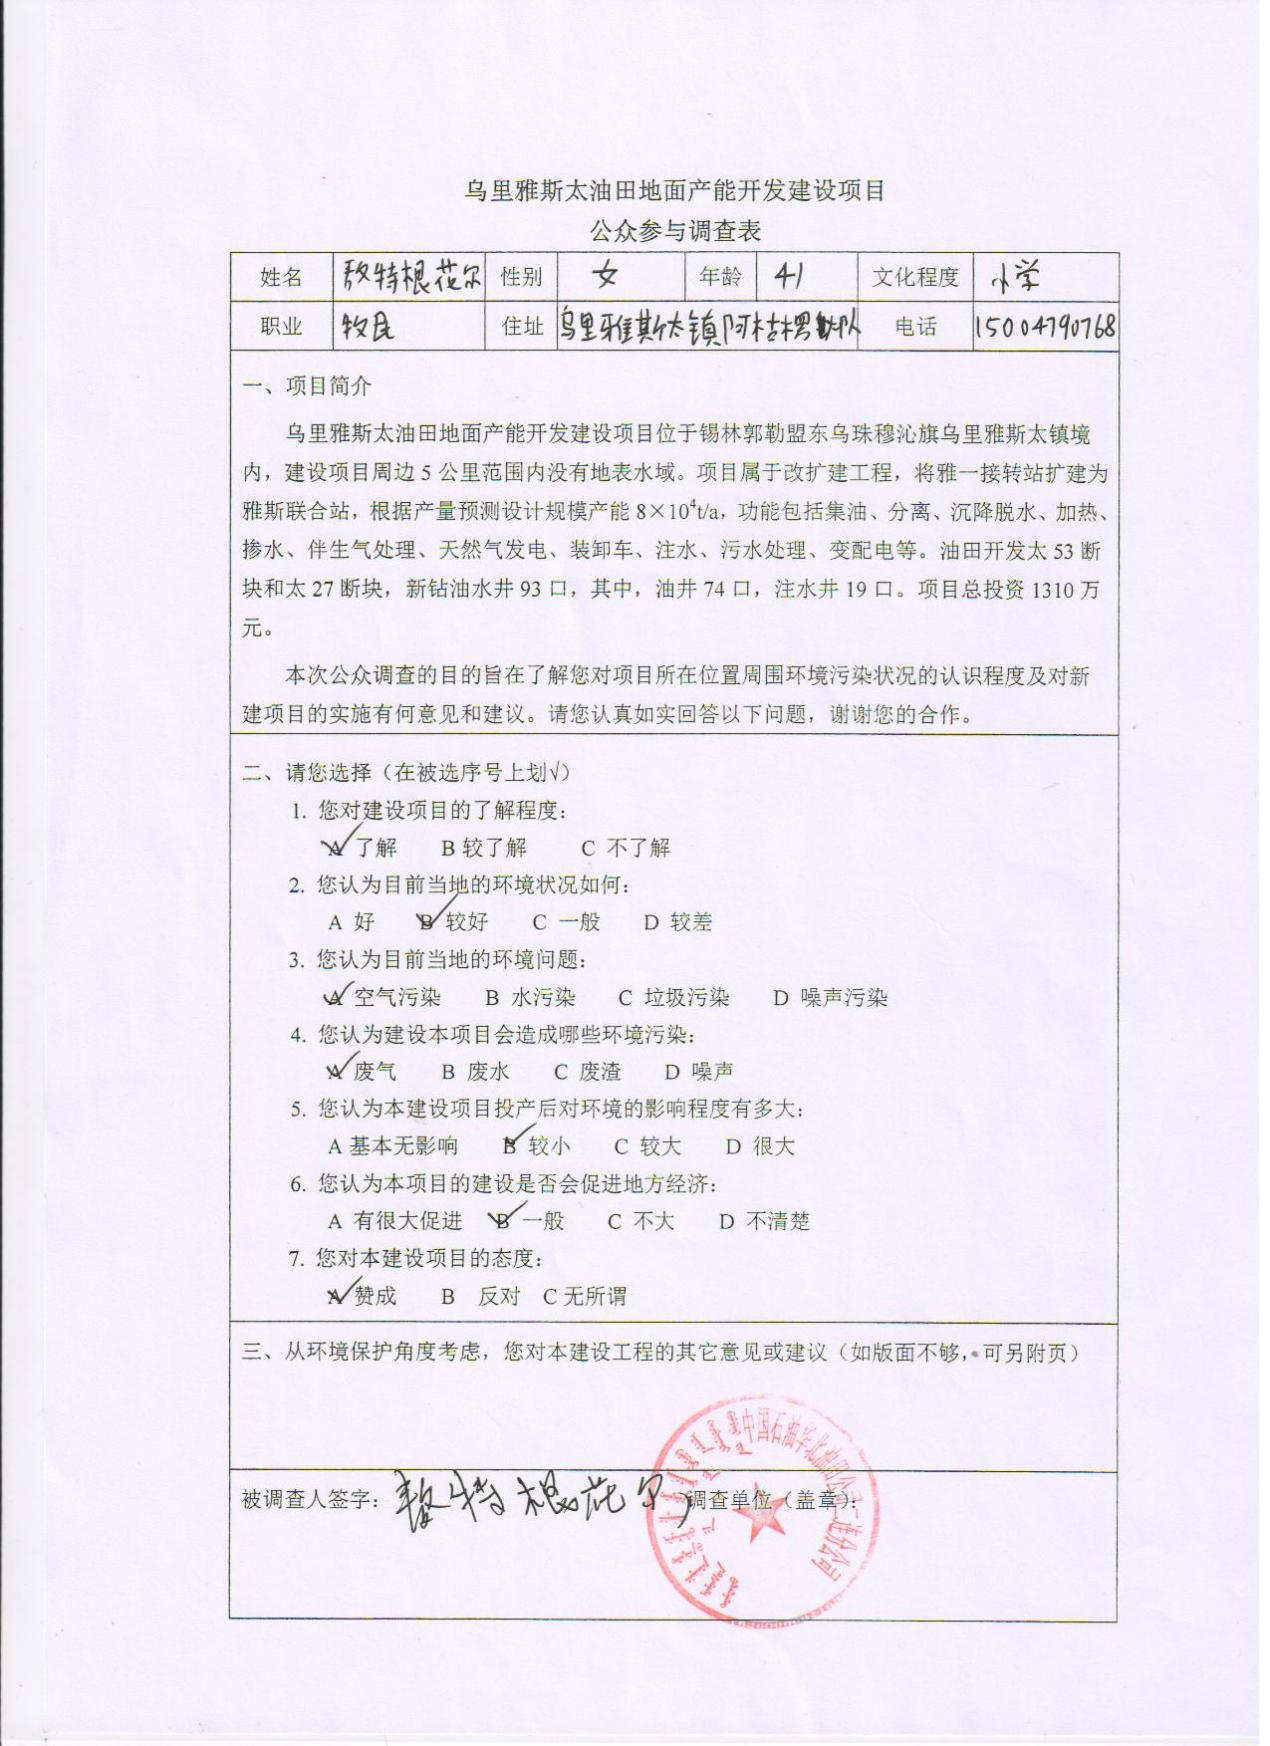 乌里雅斯太油田地面产能开发建设项目
公众参与调查表
姓名 敖特根花尔 性别 女 年龄 41 文化程度 小学
职业 牧民 住址 乌里雅斯太镇 电话 15004790768
一、项目简介
乌里雅斯太油田地面产能开发建设项目位于锡林郭勒盟东乌珠穆沁旗乌里雅斯太镇境
内，建设项目周边 5 公里范围内没有地表水域。项目属于改扩建工程，将雅一接转站扩建为
雅斯联合站，根据产量预测设计规模产能 8×10⁴t/a，功能包括集油、分离、沉降脱水、加热、
掺水、伴生气处理、天然气发电、装卸车、注水、污水处理、变配电等。油田开发太 53 断
块和太 27 断块，新钻油水井 93 口，其中，油井 74 口，注水井 19 口。项目总投资 1310 万
元。
本次公众调查的目的旨在了解您对项目所在位置周围环境污染状况的认识程度及对新
建项目的实施有何意见和建议。请您认真如实回答以下问题，谢谢您的合作。
二、请您选择（在被选序号上划√）
1. 您对建设项目的了解程度：
A 了解 B 较了解 C 不了解
2. 您认为目前当地的环境状况如何：
A 好 B 较好 C 一般 D 较差
3. 您认为目前当地的环境问题：
A 空气污染 B 水污染 C 垃圾污染 D 噪声污染
4. 您认为建设本项目会造成哪些环境污染：
A 废气 B 废水 C 废渣 D 噪声
5. 您认为本建设项目投产后对环境的影响程度有多大：
A 基本无影响 B 较小 C 较大 D 很大
6. 您认为本项目的建设是否会促进地方经济：
A 有很大促进 B 一般 C 不大 D 不清楚
7. 您对本建设项目的态度：
A 赞成 B 反对 C 无所谓
三、从环境保护角度考虑，您对本建设工程的其它意见或建议（如版面不够，可另附页）
中国石油华北油田公司二连分公司
被调查人签字：敖特根花尔 调查单位（盖章）：